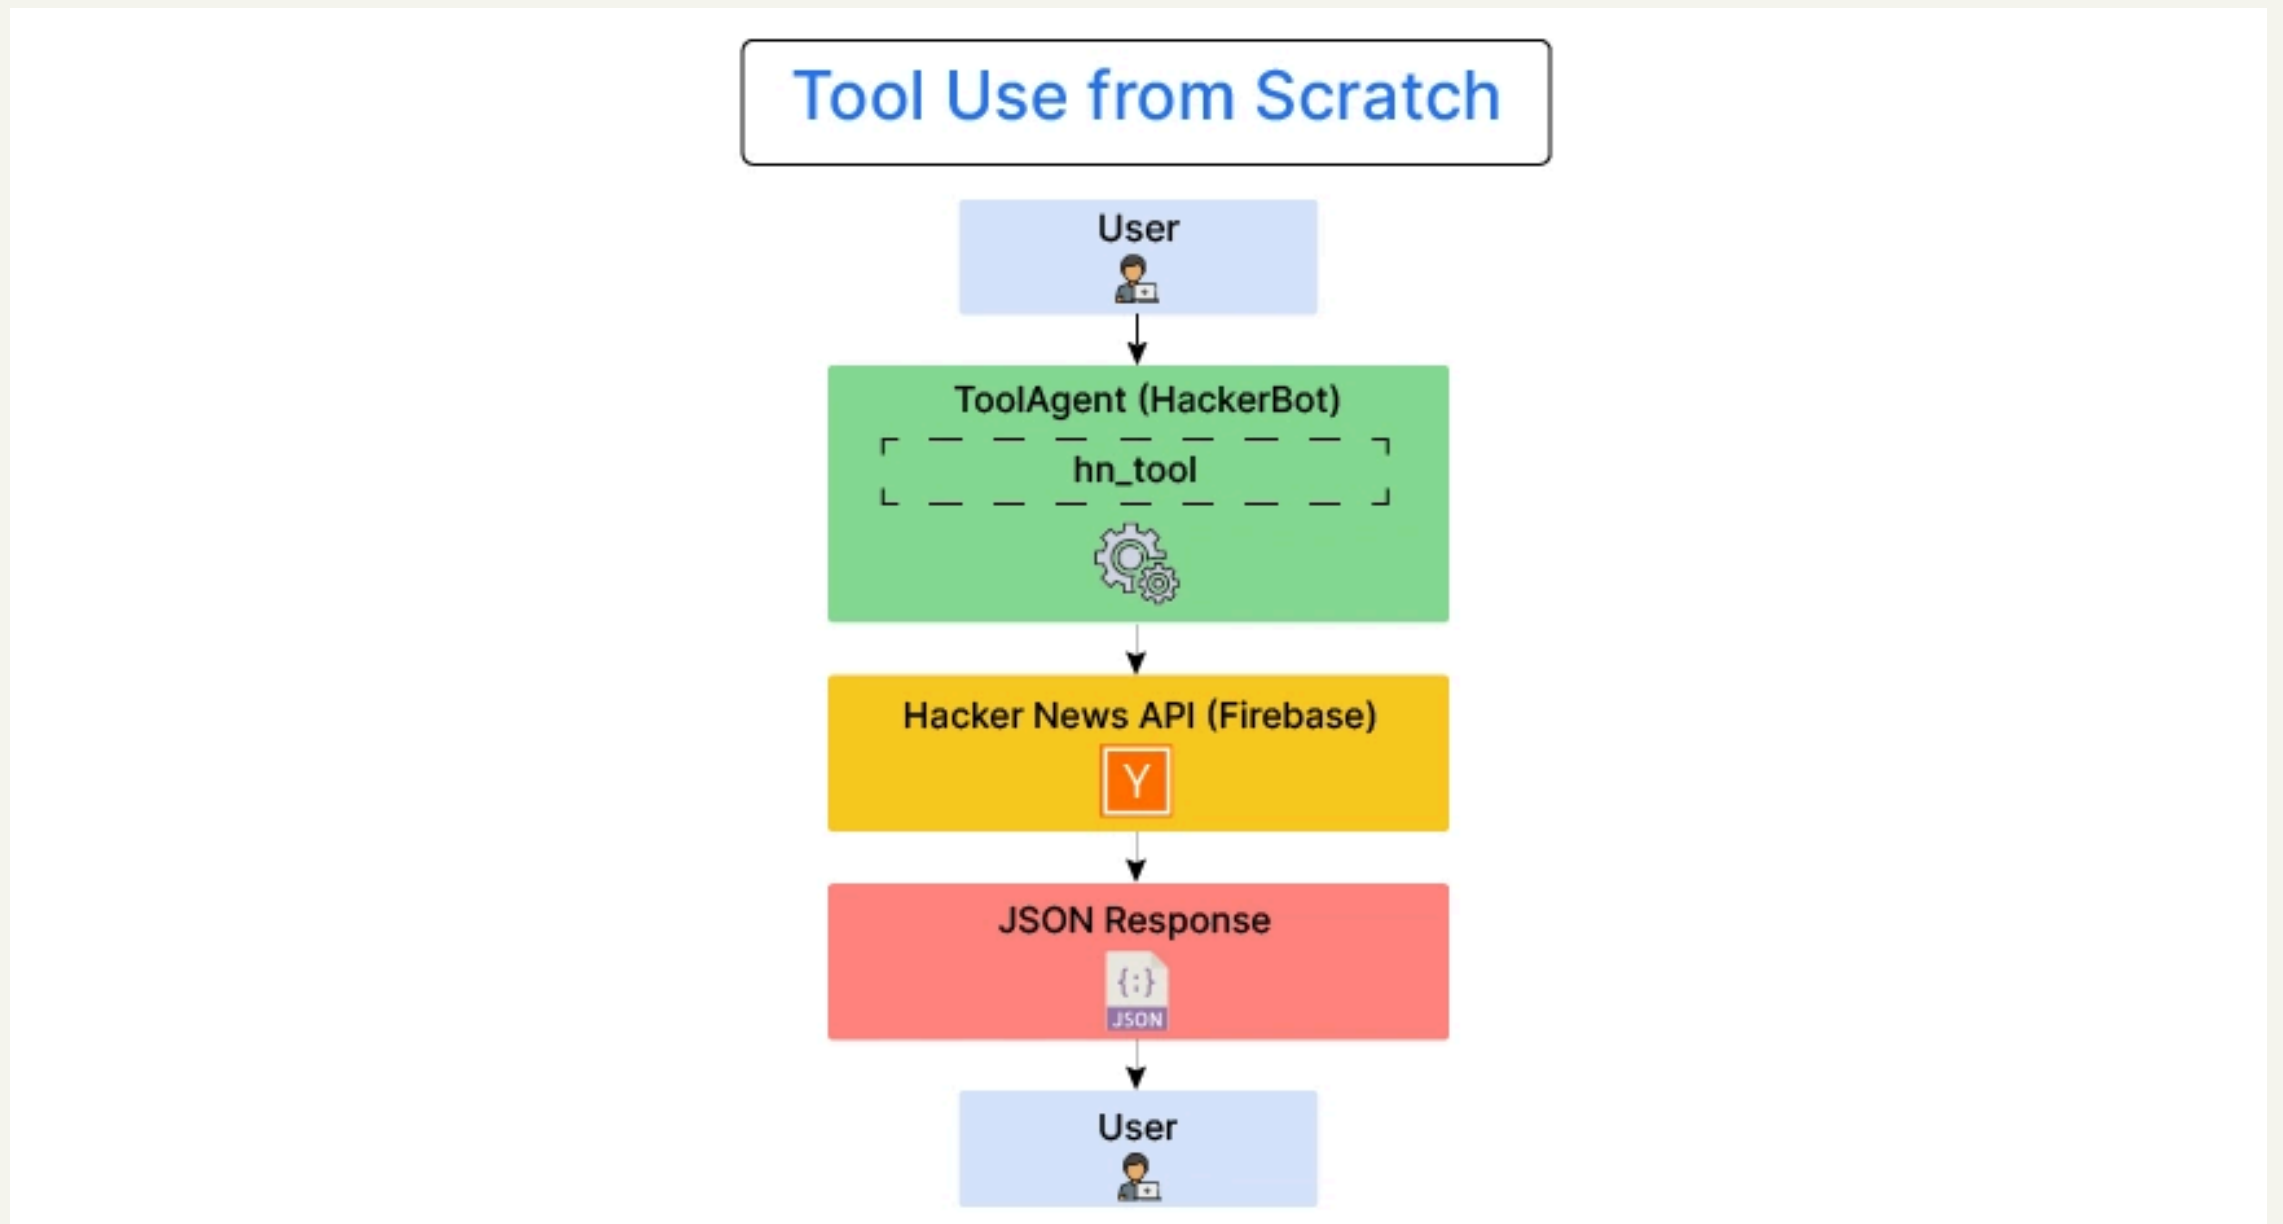 Tool Use from Scratch
User
ToolAgent (HackerBot)
hn_tool
Hacker News API (Firebase)
Y
JSON Response
{;}
JSON
User